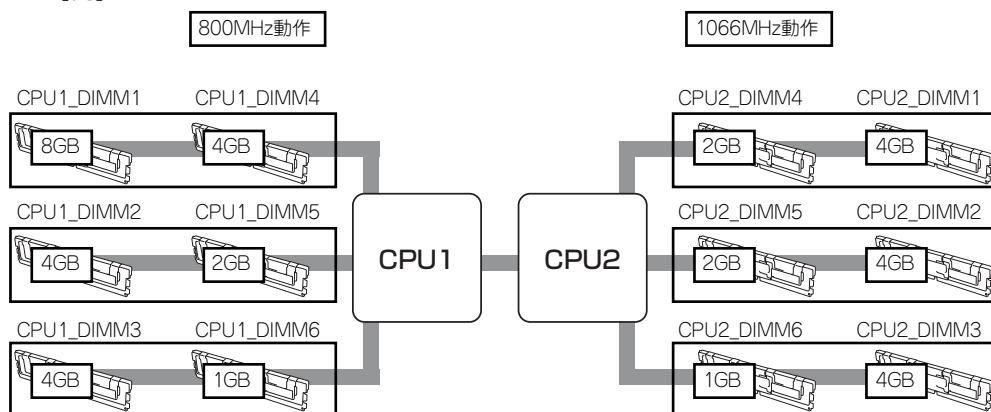 800MHz動作 1066MHz動作
CPU1_DIMM1 CPU1_DIMM4 CPU2_DIMM4 CPU2_DIMM1
8GB 4GB 2GB 4GB
CPU1_DIMM2 CPU1_DIMM5 CPU2_DIMM5 CPU2_DIMM2
4GB 2GB CPU1 CPU2 2GB 4GB
CPU1_DIMM3 CPU1_DIMM6 CPU2_DIMM6 CPU2_DIMM3
4GB 1GB 1GB 4GB